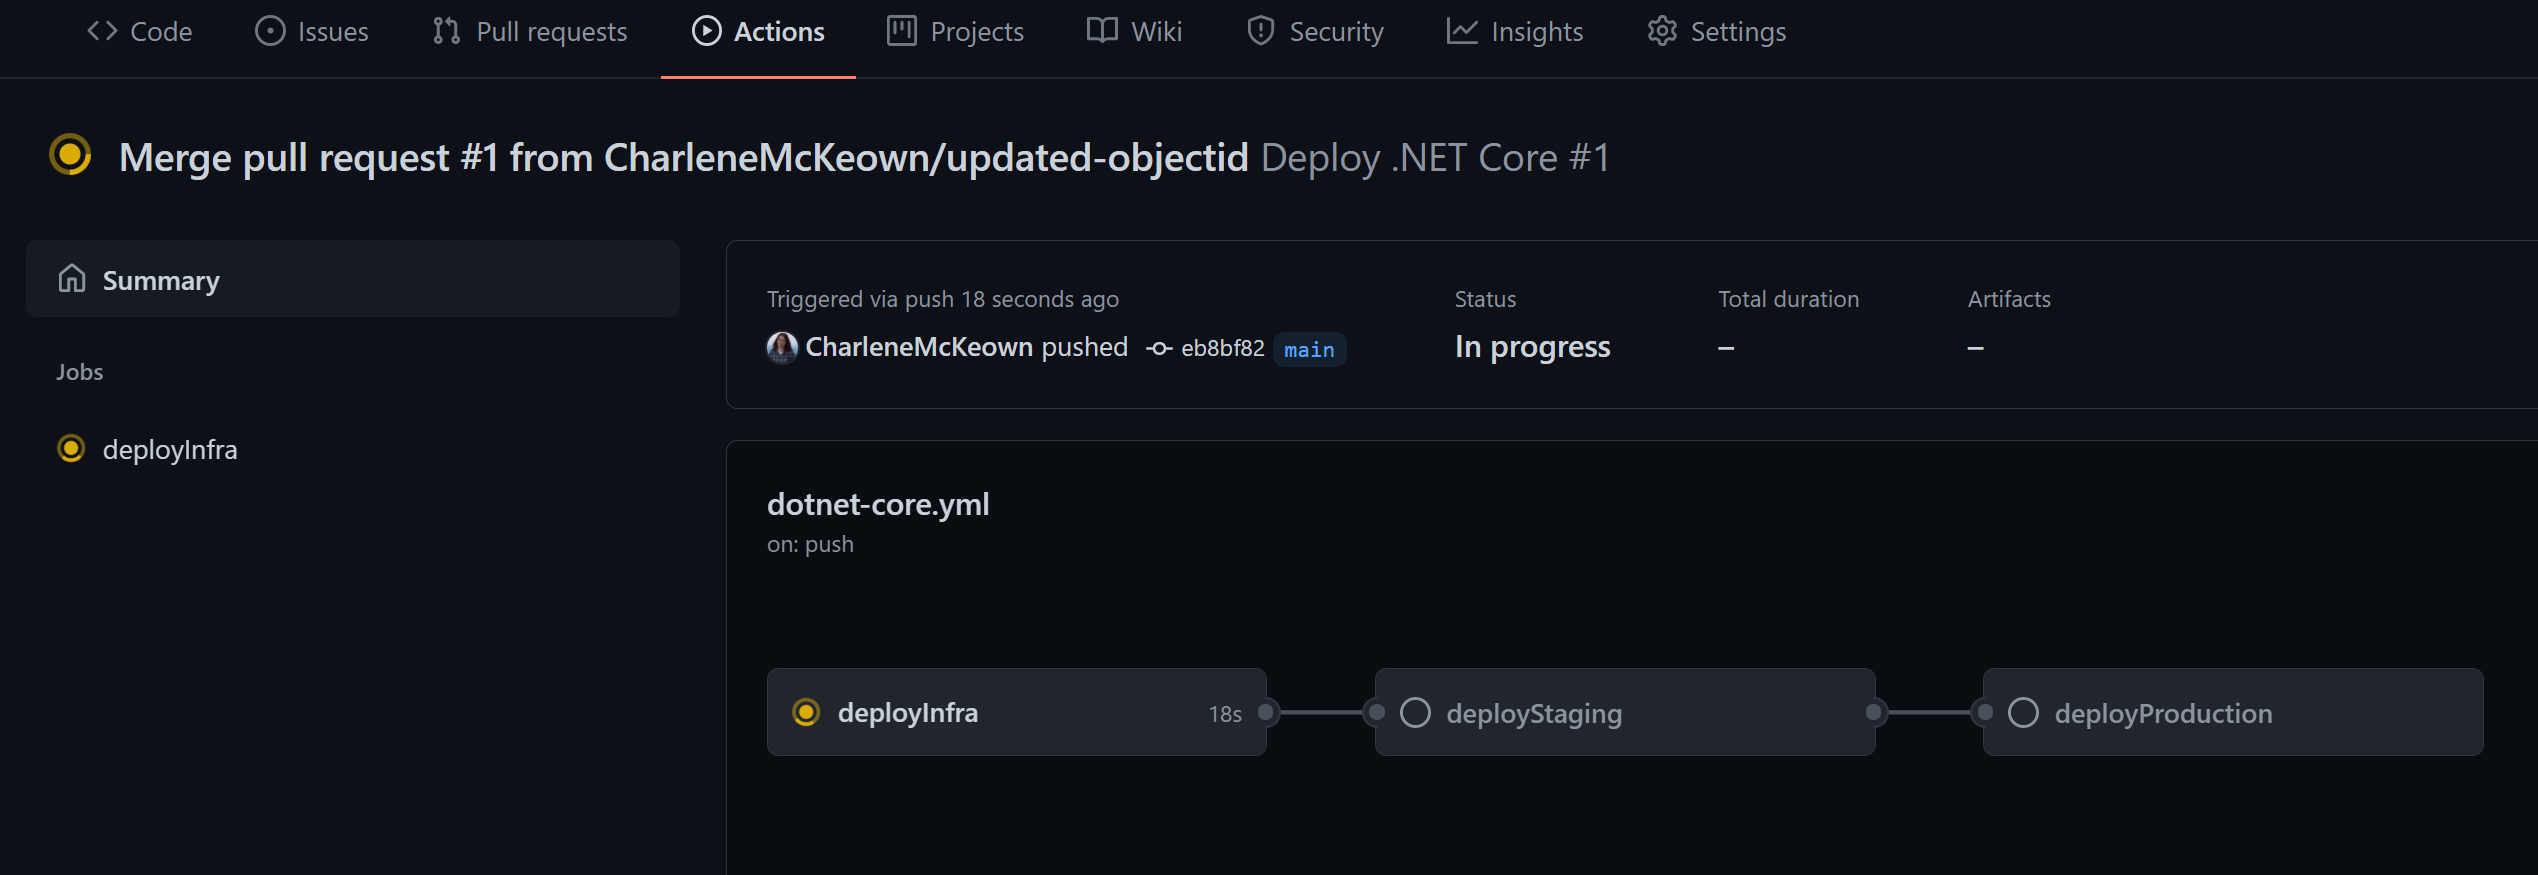 Code Issues Pull requests Actions Projects Wiki Security Insights Settings
Merge pull request #1 from CharleneMcKeown/updated-objectid Deploy .NET Core #1
Summary
Jobs
deployInfra
Triggered via push 18 seconds ago
CharleneMcKeown pushed eb8bf82 main
Status
In progress
Total duration
–
Artifacts
–
dotnet-core.yml
on: push
deployInfra 18s
deployStaging
deployProduction